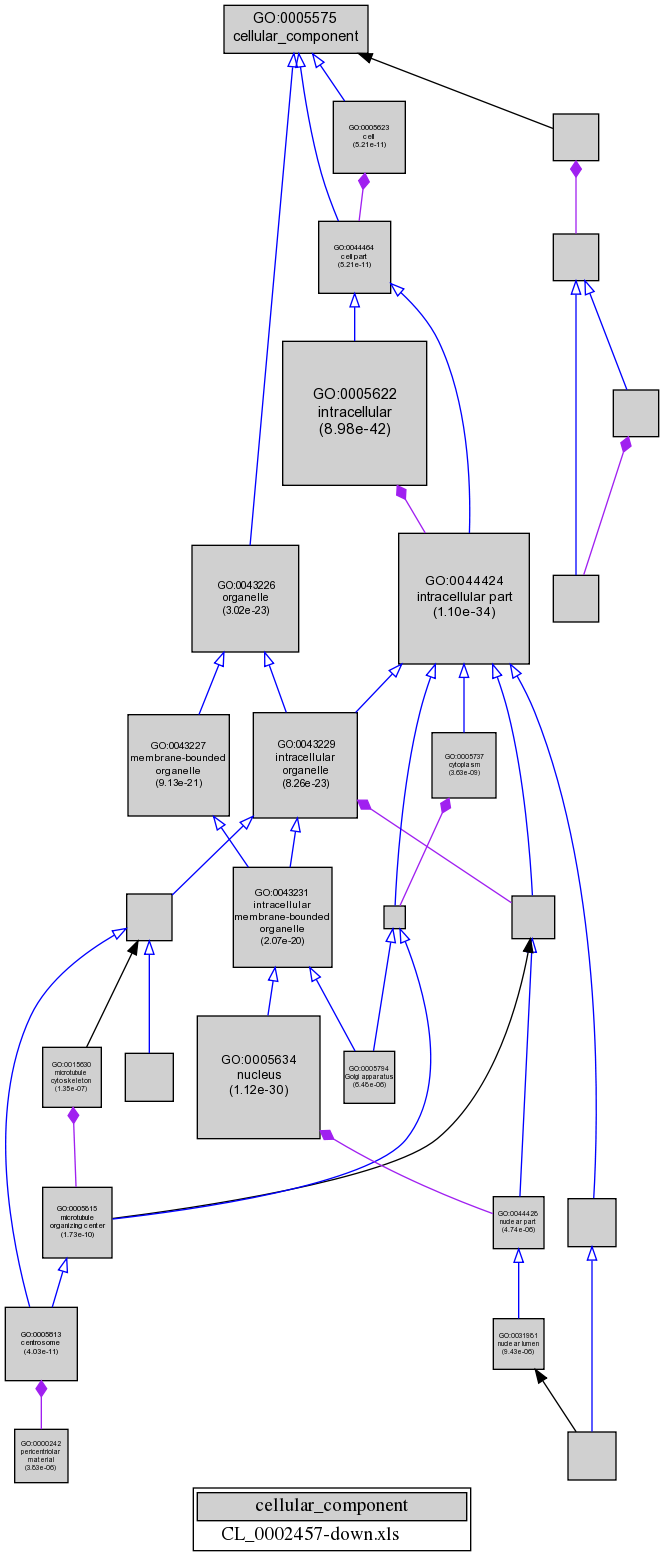 GO:0005575
cellular_component
GO:0005623
cell
(5.21e-11)
GO:0044464
cell part
(5.21e-11)
GO:0005622
intracellular
(8.98e-42)
GO:0044424
intracellular part
(1.10e-34)
GO:0043226
organelle
(3.02e-23)
GO:0043227
membrane-bounded
organelle
(9.13e-21)
GO:0043229
intracellular
organelle
(8.26e-23)
GO:0005737
cytoplasm
(3.63e-09)
GO:0043231
intracellular
membrane-bounded
organelle
(2.07e-20)
GO:0015630
microtubule
cytoskeleton
(1.35e-07)
GO:0005634
nucleus
(1.12e-30)
GO:0005794
Golgi apparatus
(6.48e-06)
GO:0005815
microtubule
organizing center
(1.73e-10)
GO:0044428
nuclear part
(4.74e-06)
GO:0005813
centrosome
(4.03e-11)
GO:0031981
nuclear lumen
(9.43e-06)
GO:0000242
pericentriolar
material
(3.83e-06)
cellular_component
CL_0002457-down.xls